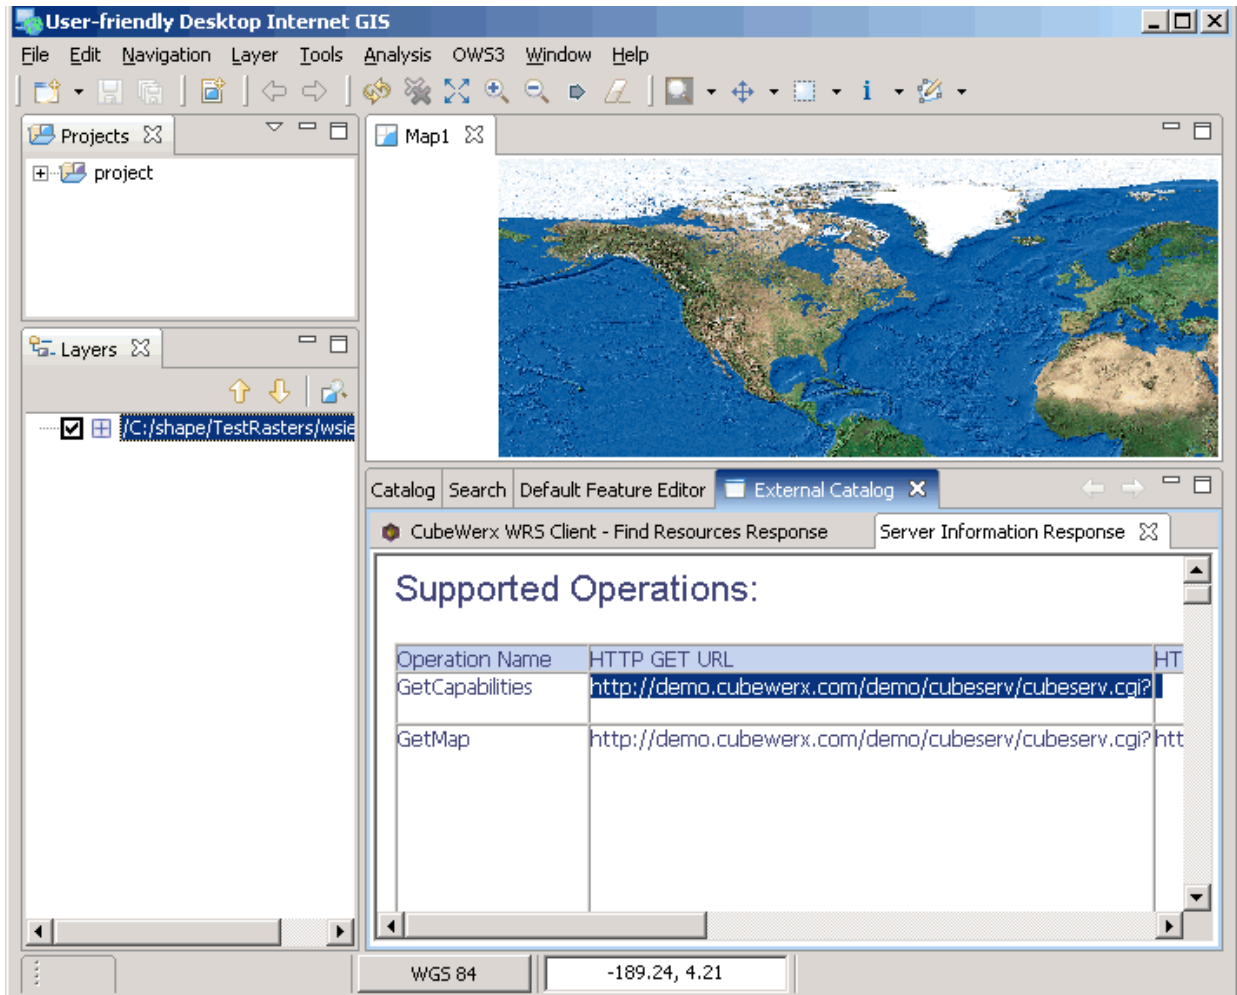 User-friendly Desktop Internet GIS
File Edit Navigation Layer Tools Analysis OWS3 Window Help
Projects
project
Map1
Layers
/C:/shape/TestRasters/wsie
Catalog Search Default Feature Editor External Catalog
CubeWerx WRS Client - Find Resources Response Server Information Response
Supported Operations:
Operation Name HTTP GET URL HT
GetCapabilities http://demo.cubewerx.com/demo/cubeserv/cubeserv.cgi?
GetMap http://demo.cubewerx.com/demo/cubeserv/cubeserv.cgi? htt
WGS 84 -189.24, 4.21